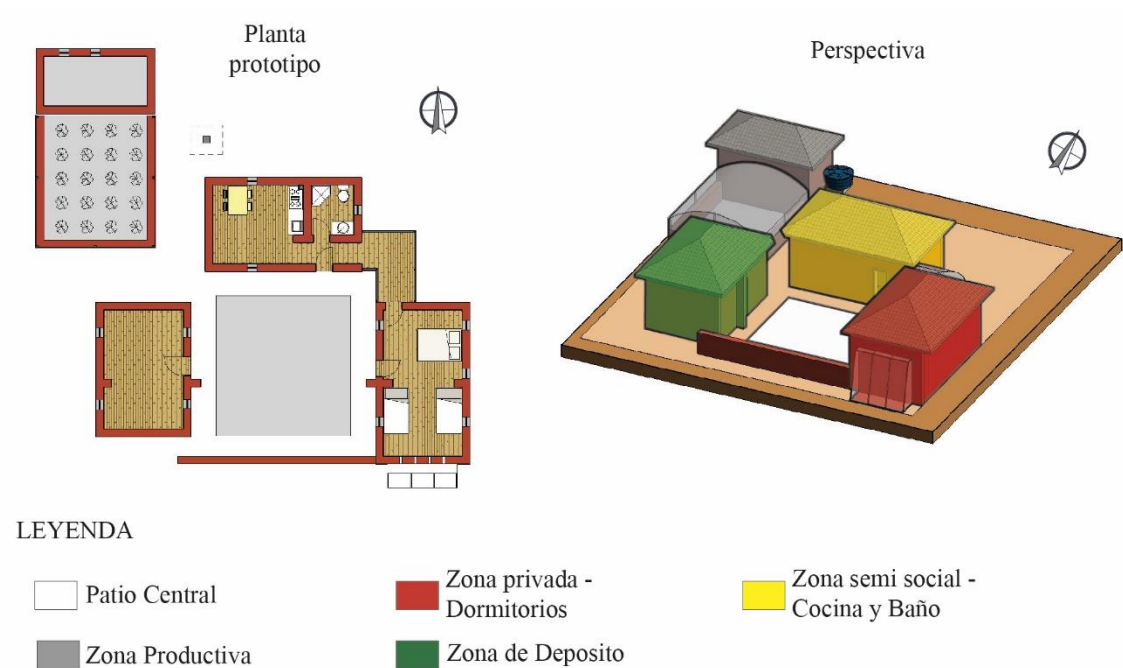 Planta
prototipo
Perspectiva
LEYENDA
Patio Central
Zona privada -
Dormitorios
Zona semi social -
Cocina y Baño
Zona Productiva
Zona de Deposito